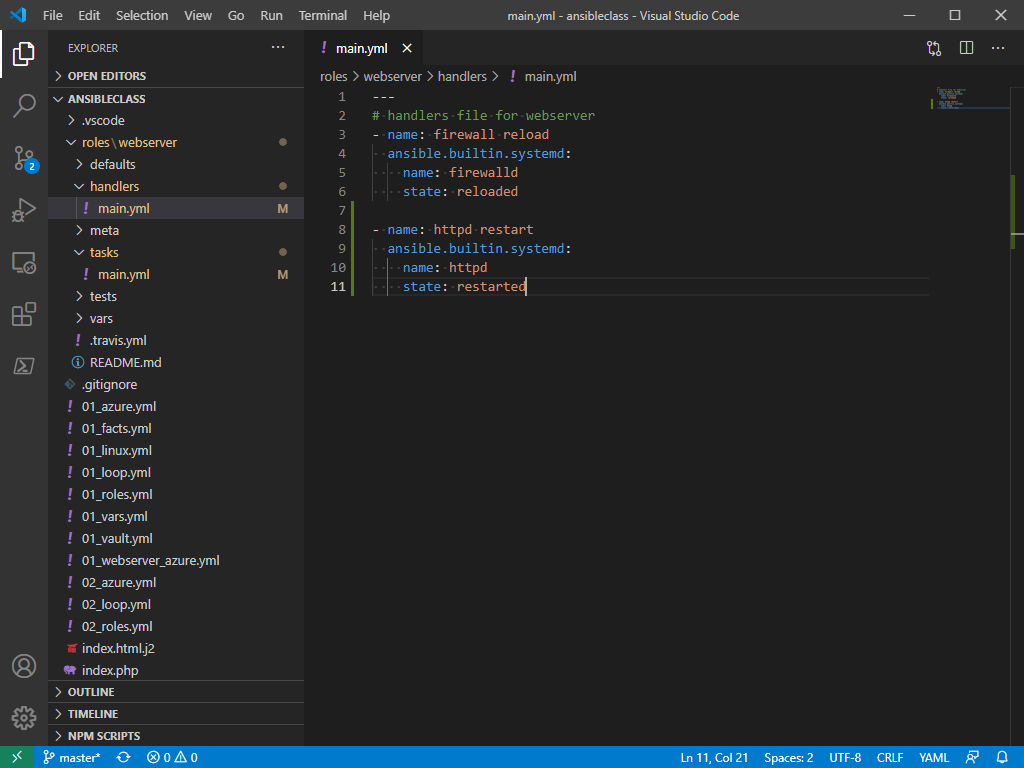 File Edit Selection View Go Run Terminal Help main.yml - ansibleclass - Visual Studio Code
EXPLORER
OPEN EDITORS
ANSIBLECLASS
.vscode
roles\webserver
defaults
handlers
main.yml M
meta
tasks
main.yml M
tests
vars
.travis.yml
README.md
.gitignore
01_azure.yml
01_facts.yml
01_linux.yml
01_loop.yml
01_roles.yml
01_vars.yml
01_vault.yml
01_webserver_azure.yml
02_azure.yml
02_loop.yml
02_roles.yml
index.html.j2
index.php
OUTLINE
TIMELINE
NPM SCRIPTS
2
main.yml
roles > webserver > handlers > ! main.yml
1 ---
2 # handlers file for webserver
3 - name: firewall reload
4 ansible.builtin.systemd:
5 name: firewalld
6 state: reloaded
7
8 - name: httpd restart
9 ansible.builtin.systemd:
10 name: httpd
11 state: restarted
master* 0 0 Ln 11, Col 21 Spaces: 2 UTF-8 CRLF YAML